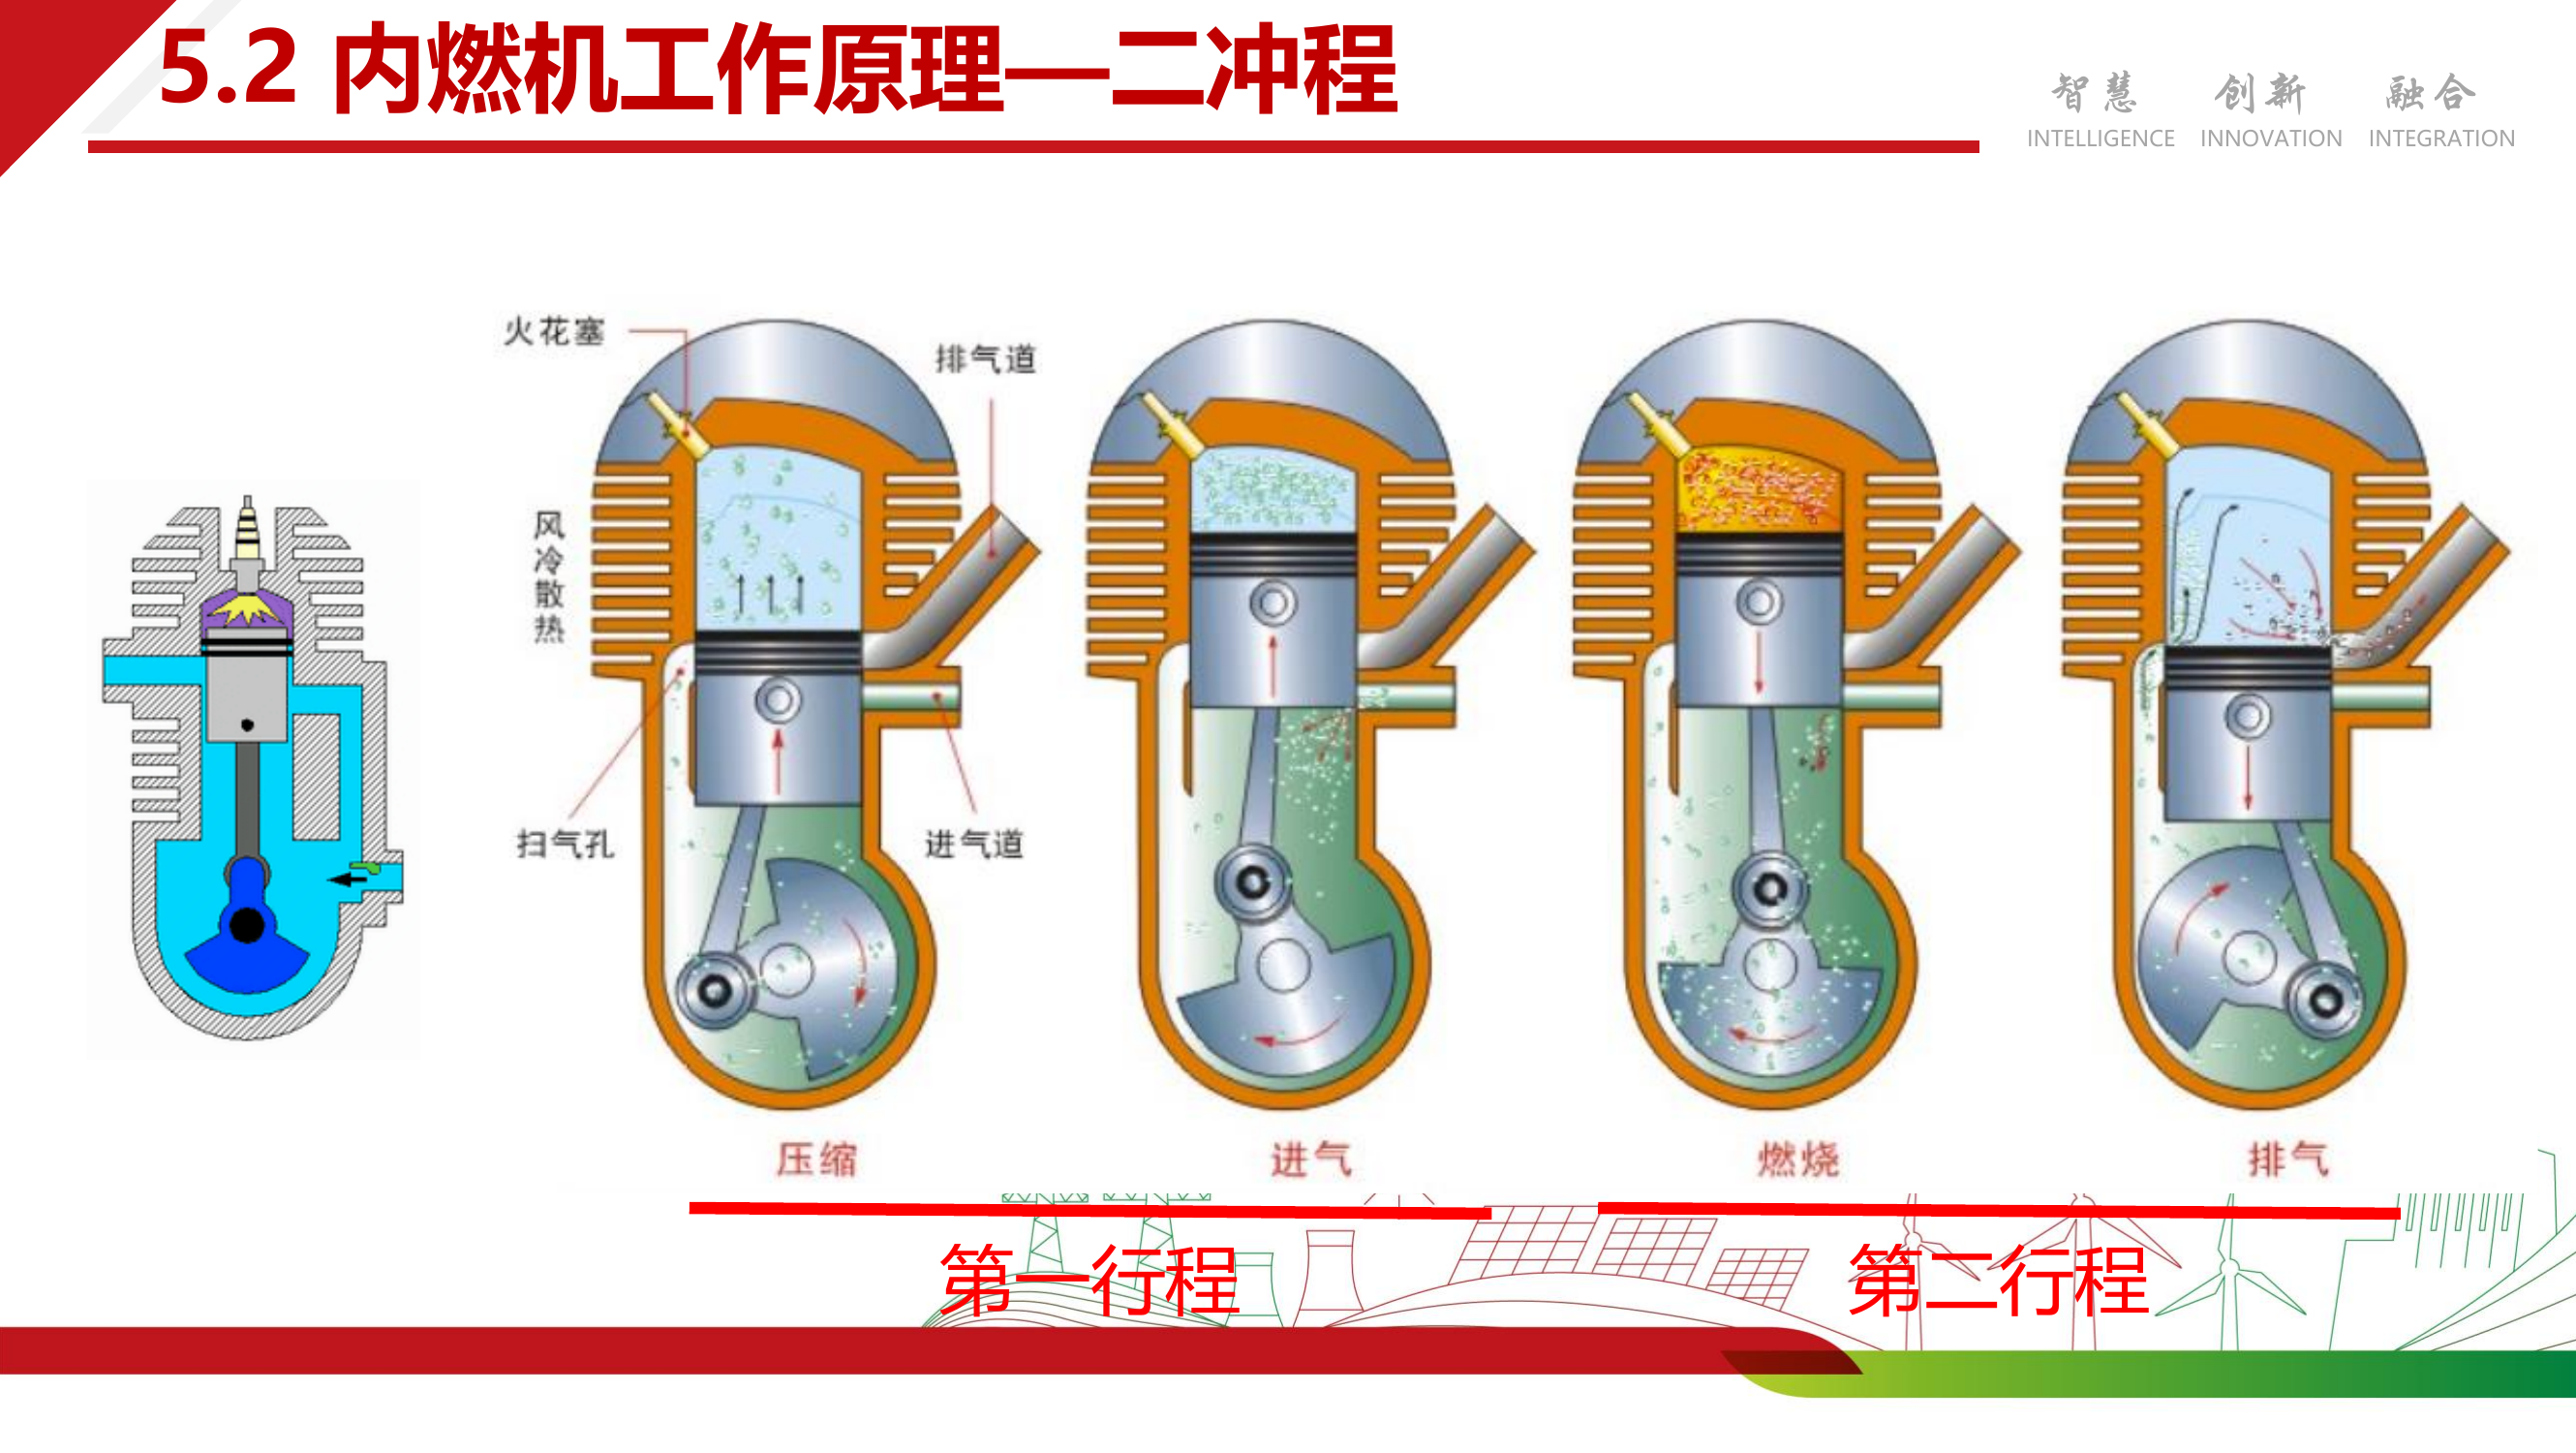 5.2 内燃机工作原理—二冲程
智慧 创新 融合
INTELLIGENCE INNOVATION INTEGRATION
火花塞
排气道
风冷散热
扫气孔
进气道
压缩
进气
燃烧
排气
第一行程
第二行程